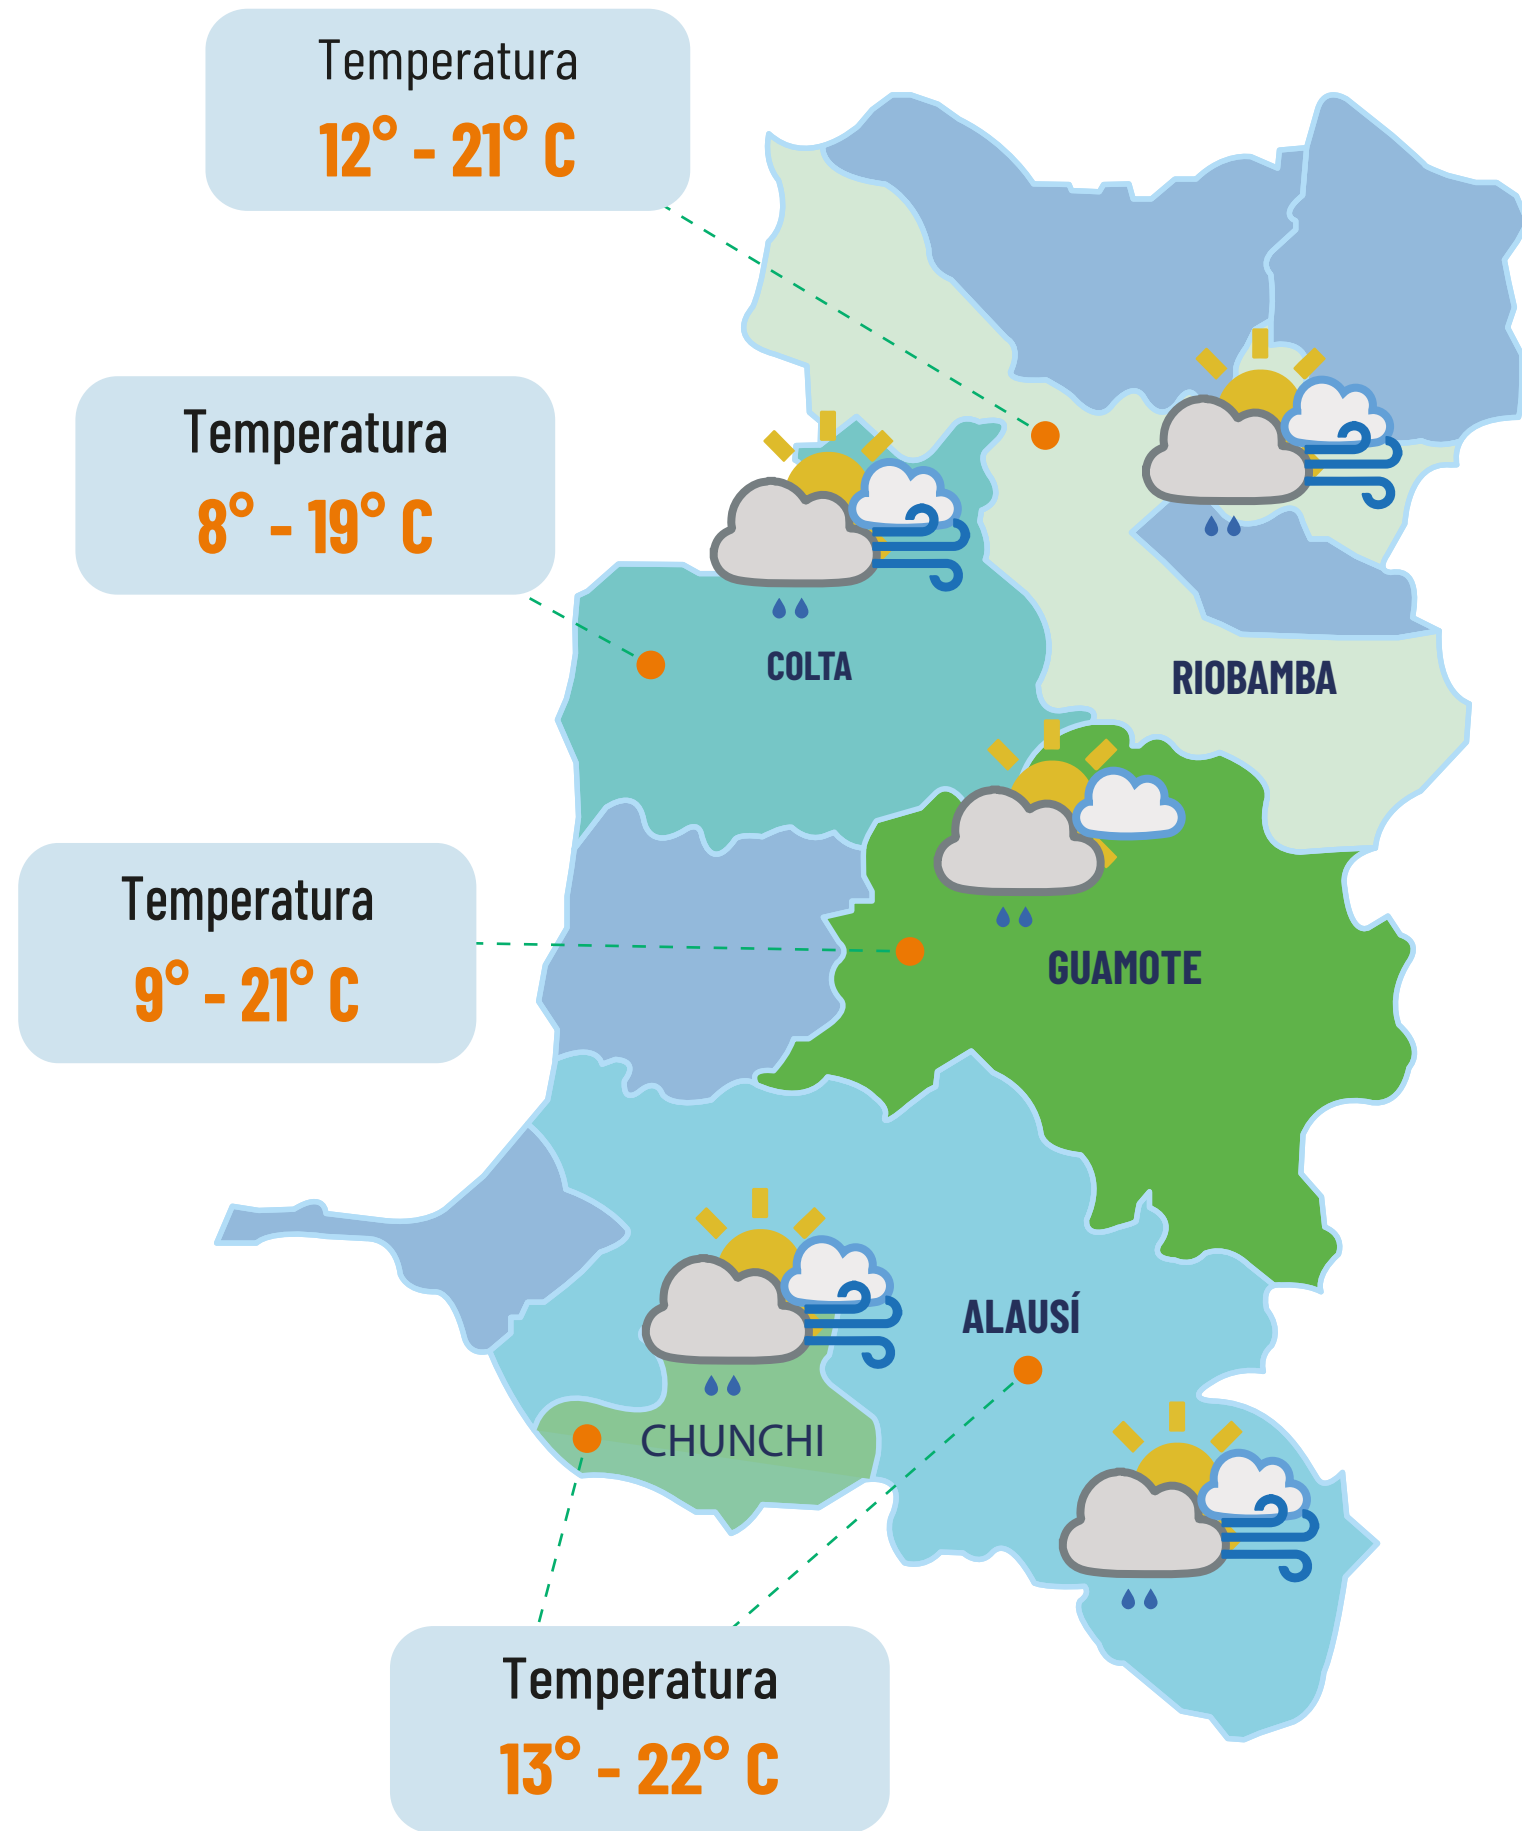 Temperatura
12° - 21° C
Temperatura
8° - 19° C
COLTA
RIOBAMBA
Temperatura
9° - 21° C
GUAMOTE
ALAUSÍ
CHUNCHI
Temperatura
13° - 22° C